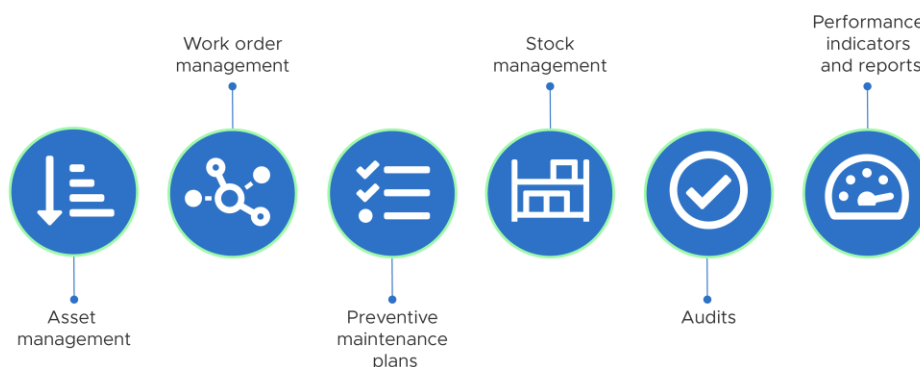 Asset
management
Work order
management
Preventive
maintenance
plans
Stock
management
Audits
Performance
indicators
and reports